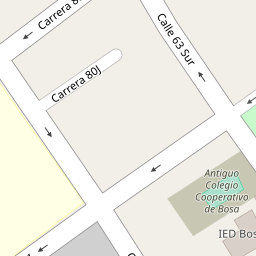 Carrera 8
Calle 63 Sur
Carrera 80J
Antiguo
Colegio
Cooperativo
de Bosa
IED Bos